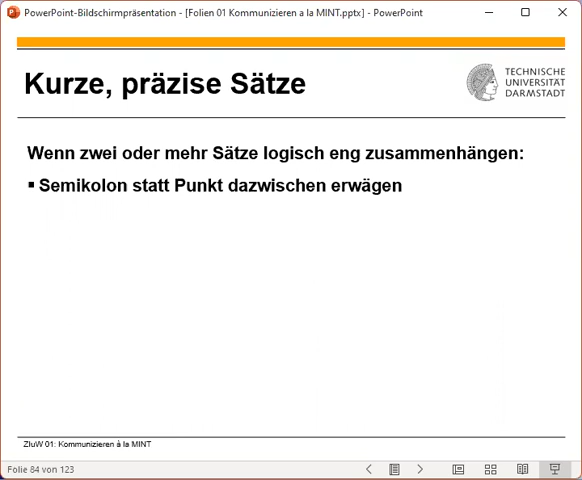 PowerPoint-Bildschirmpräsentation - [Folien 01 Kommunizieren a la MINT.pptx] - PowerPoint
Kurze, präzise Sätze
TECHNISCHE
UNIVERSITÄT
DARMSTADT
Wenn zwei oder mehr Sätze logisch eng zusammenhängen:
▪ Semikolon statt Punkt dazwischen erwägen
ZIuW 01: Kommunizieren à la MINT
Folie 84 von 123